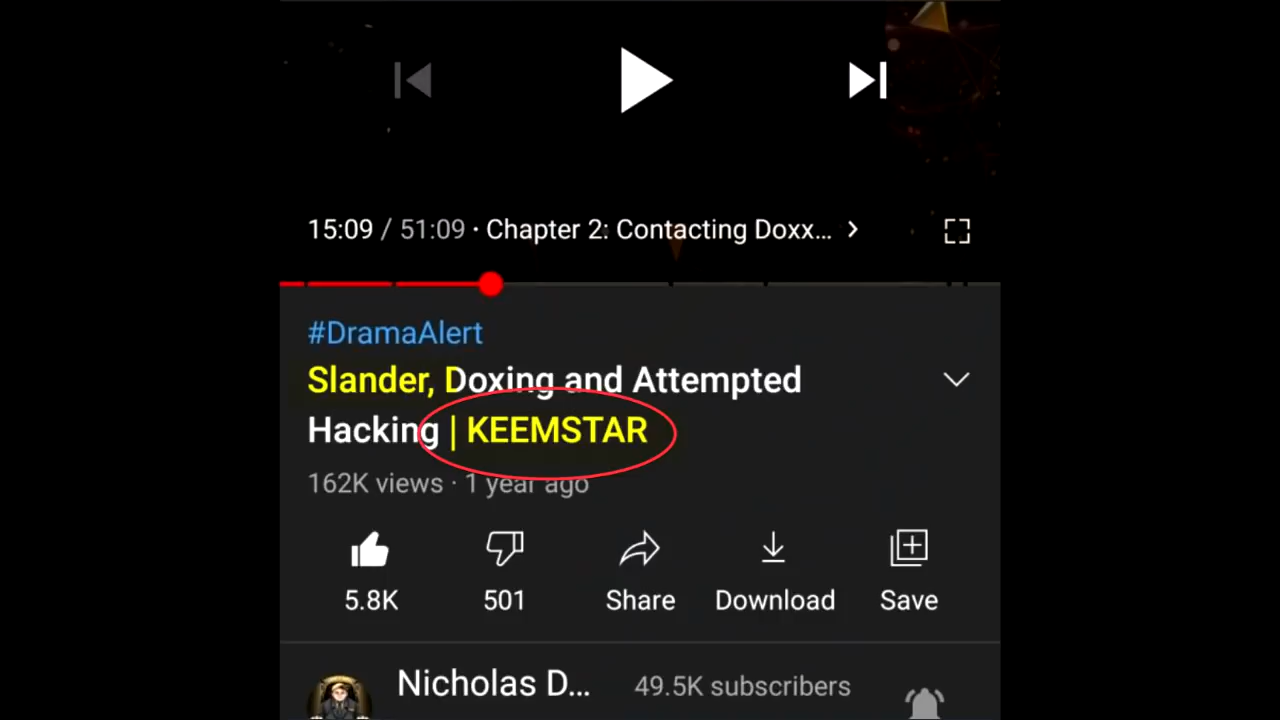 15:09 / 51:09 · Chapter 2: Contacting Doxx... >
#DramaAlert
Slander, Doxing and Attempted
Hacking | KEEMSTAR
162K views · 1 year ago
5.8K 501 Share Download Save
Nicholas D... 49.5K subscribers